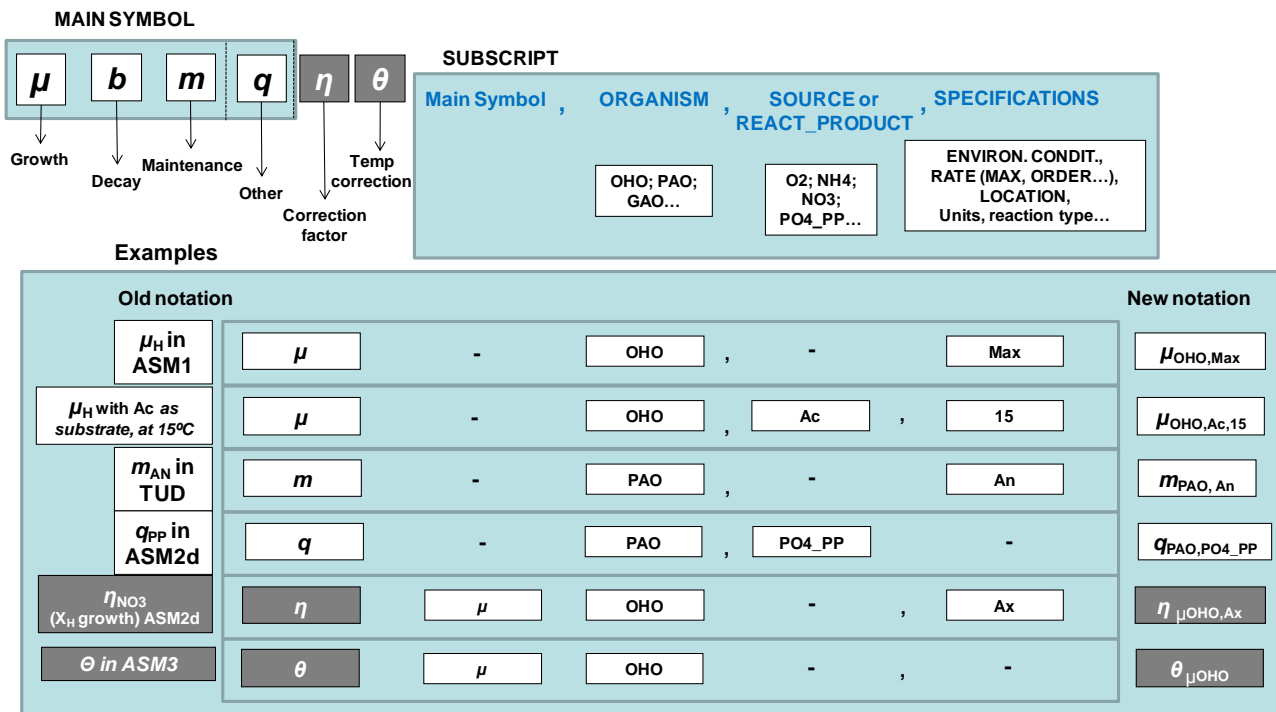 MAIN SYMBOL
μ b m q η θ
Growth
Decay
Maintenance
Other
Correction
factor
Temp
correction
SUBSCRIPT
Main Symbol , ORGANISM , SOURCE or , SPECIFICATIONS
REACT_PRODUCT
OHO; PAO;
GAO…
O2; NH4;
NO3;
PO4_PP…
ENVIRON. CONDIT.,
RATE (MAX, ORDER…),
LOCATION,
Units, reaction type…
Examples
Old notation
New notation
μH in
ASM1
μ - OHO , - Max
μOHO,Max
μH with Ac as
substrate, at 15ºC
μ - OHO , Ac , 15
μOHO,Ac,15
mAN in
TUD
m - PAO , - An
mPAO, An
qPP in
ASM2d
q - PAO , PO4_PP -
qPAO,PO4_PP
ηNO3
(XH growth) ASM2d
η μ OHO - , Ax
η μOHO,Ax
Θ in ASM3
θ μ OHO - , -
θ μOHO